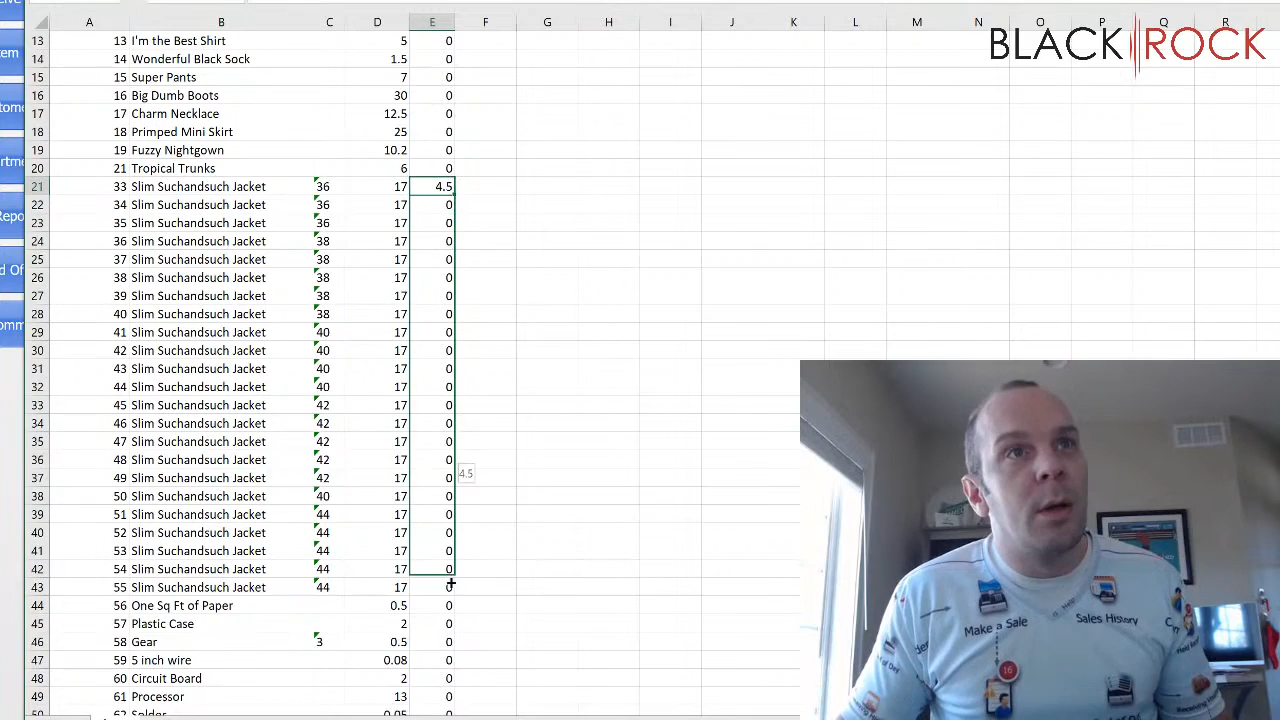 BLACK ROCK
A B C D E F G H I J K L M N O P Q R
13 13 I'm the Best Shirt 5 0
14 14 Wonderful Black Sock 1.5 0
15 15 Super Pants 7 0
16 16 Big Dumb Boots 30 0
17 17 Charm Necklace 12.5 0
18 18 Primped Mini Skirt 25 0
19 19 Fuzzy Nightgown 10.2 0
20 21 Tropical Trunks 6 0
21 33 Slim Suchandsuch Jacket 36 17 4.5
22 34 Slim Suchandsuch Jacket 36 17 0
23 35 Slim Suchandsuch Jacket 36 17 0
24 36 Slim Suchandsuch Jacket 38 17 0
25 37 Slim Suchandsuch Jacket 38 17 0
26 38 Slim Suchandsuch Jacket 38 17 0
27 39 Slim Suchandsuch Jacket 38 17 0
28 40 Slim Suchandsuch Jacket 38 17 0
29 41 Slim Suchandsuch Jacket 40 17 0
30 42 Slim Suchandsuch Jacket 40 17 0
31 43 Slim Suchandsuch Jacket 40 17 0
32 44 Slim Suchandsuch Jacket 40 17 0
33 45 Slim Suchandsuch Jacket 42 17 0
34 46 Slim Suchandsuch Jacket 42 17 0
35 47 Slim Suchandsuch Jacket 42 17 0
36 48 Slim Suchandsuch Jacket 42 17 0
4.5
37 49 Slim Suchandsuch Jacket 42 17 0
38 50 Slim Suchandsuch Jacket 40 17 0
39 51 Slim Suchandsuch Jacket 44 17 0
40 52 Slim Suchandsuch Jacket 44 17 0
41 53 Slim Suchandsuch Jacket 44 17 0
42 54 Slim Suchandsuch Jacket 44 17 0
43 55 Slim Suchandsuch Jacket 44 17 0
44 56 One Sq Ft of Paper 0.5 0
45 57 Plastic Case 2 0
46 58 Gear 3 0.5 0
47 59 5 inch wire 0.08 0
48 60 Circuit Board 2 0
49 61 Processor 13 0
62 Solder 0.05 0
Help
Make a Sale
Sales History
16